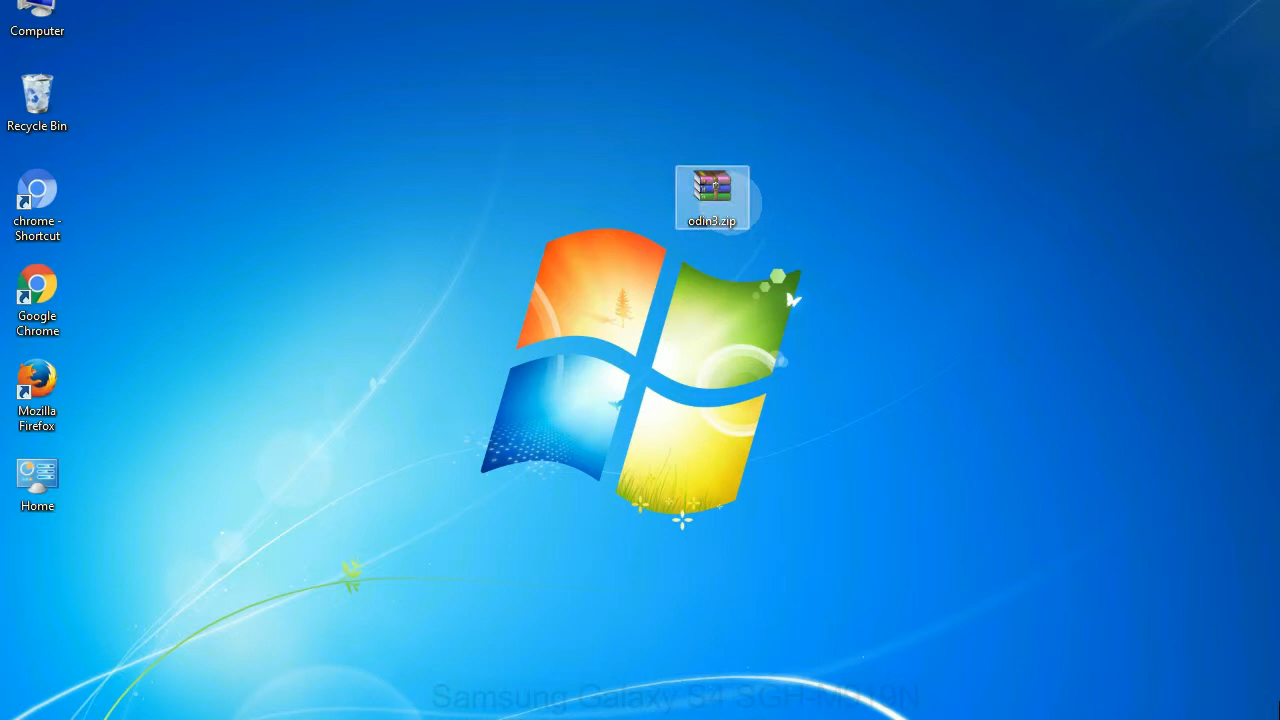 Computer
Recycle Bin
chrome -
Shortcut
Google
Chrome
Mozilla
Firefox
Home
odin3.zip
Samsung Galaxy S4 SGH-M919N